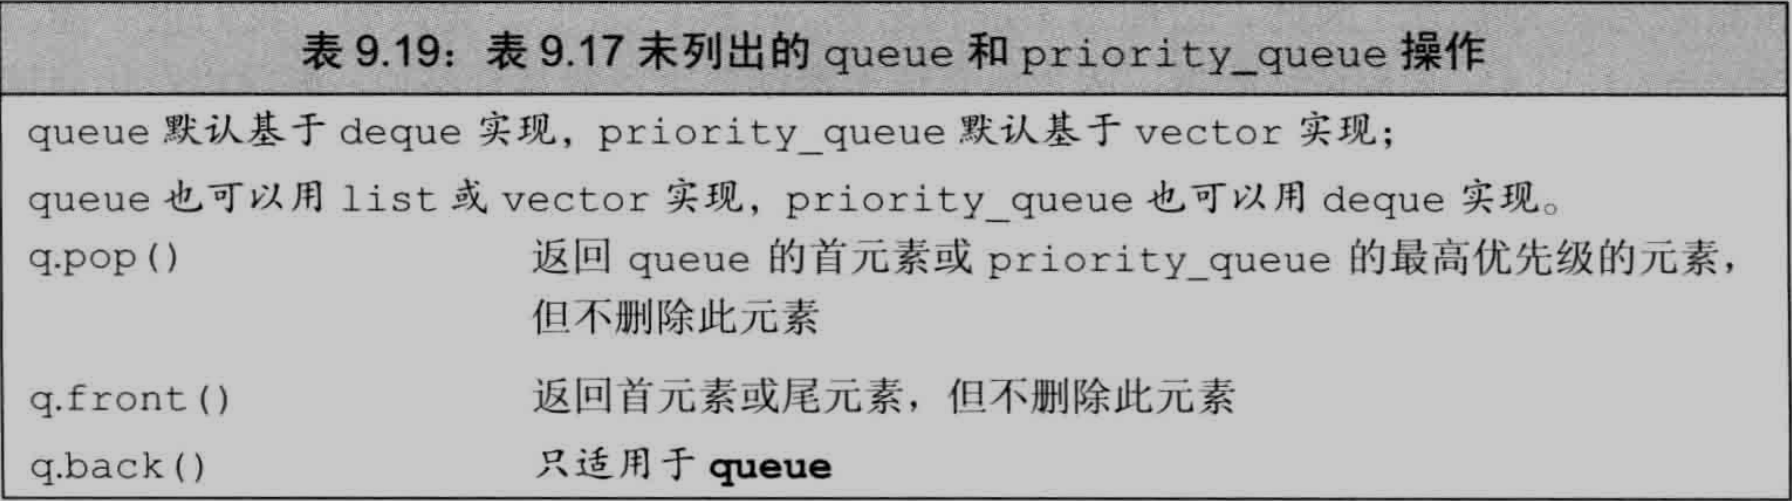 表 9.19：表 9.17 未列出的 queue 和 priority_queue 操作
queue 默认基于 deque 实现，priority_queue 默认基于 vector 实现；
queue 也可以用 list 或 vector 实现，priority_queue 也可以用 deque 实现。
q.pop() 返回 queue 的首元素或 priority_queue 的最高优先级的元素，
但不删除此元素
q.front() 返回首元素或尾元素，但不删除此元素
q.back() 只适用于 queue